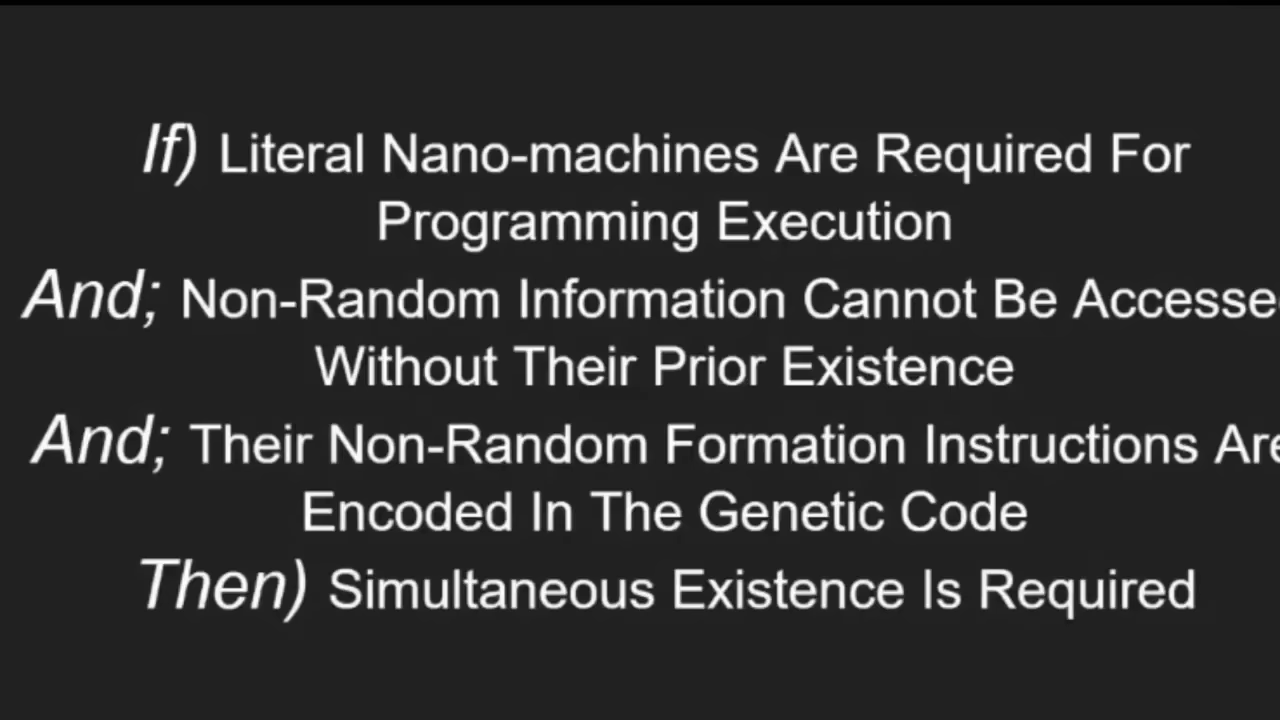 If) Literal Nano-machines Are Required For
Programming Execution
And; Non-Random Information Cannot Be Accesse
Without Their Prior Existence
And; Their Non-Random Formation Instructions Are
Encoded In The Genetic Code
Then) Simultaneous Existence Is Required